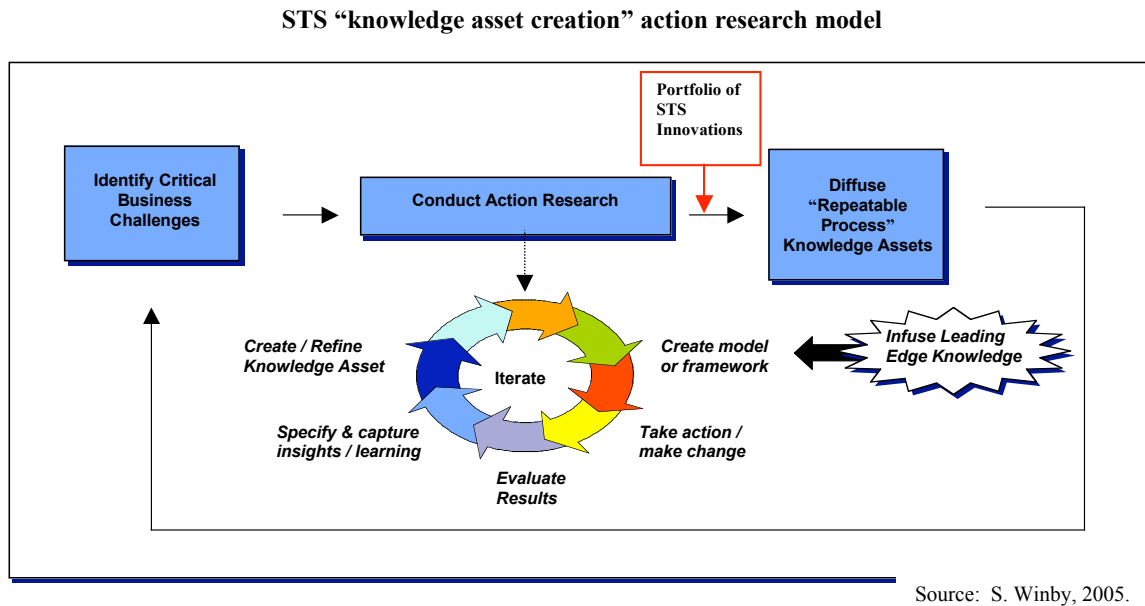 STS “knowledge asset creation” action research model
Portfolio of
STS
Innovations
Identify Critical
Business
Challenges
Conduct Action Research
Diffuse
“Repeatable
Process”
Knowledge Assets
Infuse Leading
Edge Knowledge
Create / Refine
Knowledge Asset
Iterate
Create model
or framework
Specify & capture
insights / learning
Take action /
make change
Evaluate
Results
Source:  S. Winby, 2005.